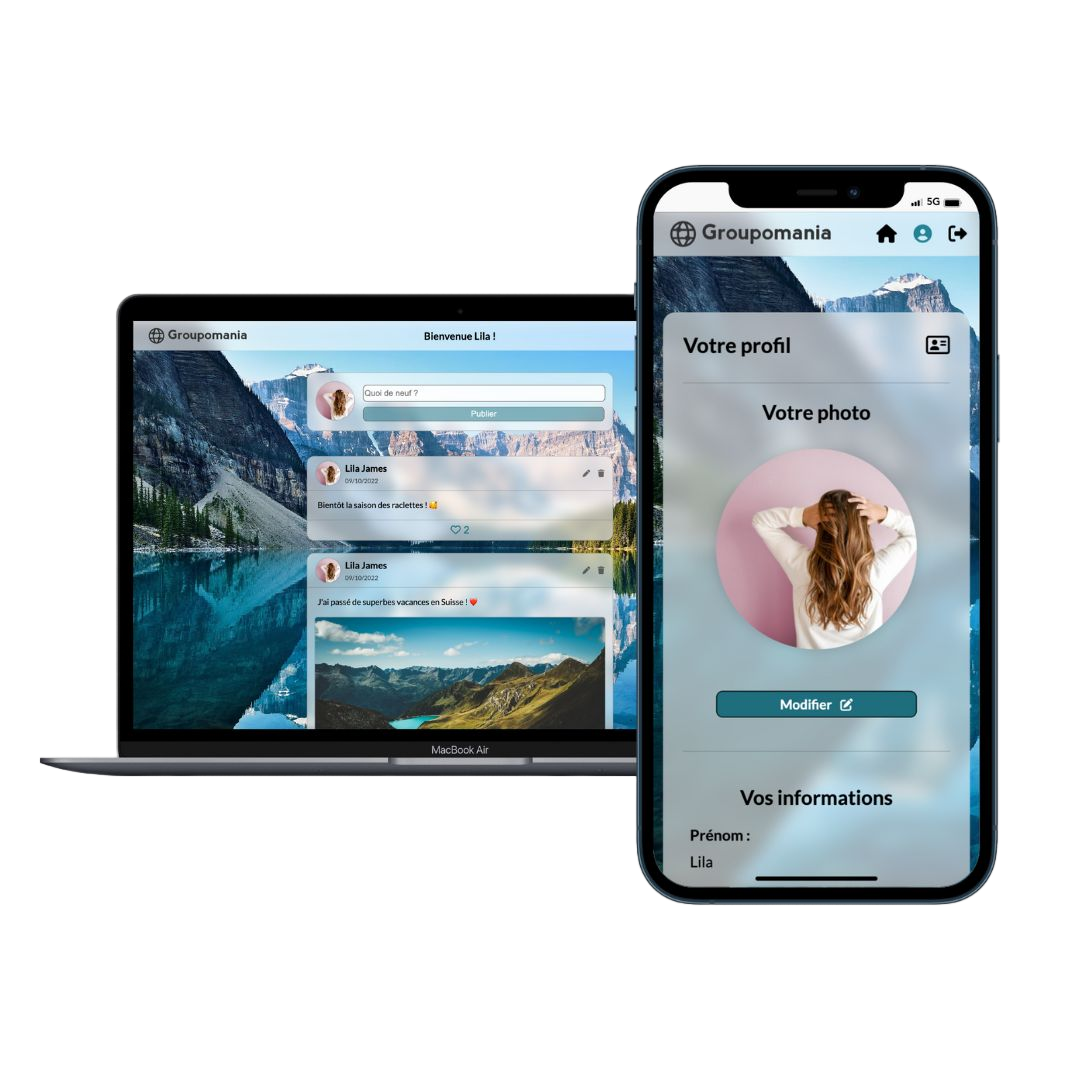 Groupomania
Bienvenue Lila !
Quoi de neuf ?
Publier
Lila James
09/10/2022
Bientôt la saison des raclettes ! 🥰
2
Lila James
09/10/2022
J'ai passé de superbes vacances en Suisse ! ❤️
MacBook Air
5G
Groupomania
Votre profil
Votre photo
Modifier
Vos informations
Prénom :
Lila